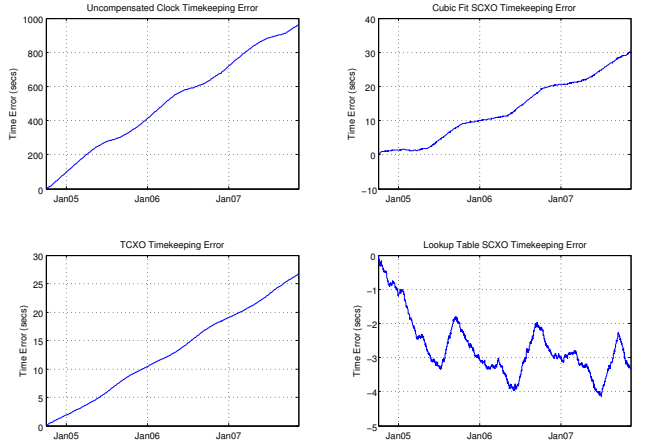 Uncompensated Clock Timekeeping Error
1000
800
600
400
200
0
Time Error (secs)
Jan05 Jan06 Jan07
Cubic Fit SCXO Timekeeping Error
40
30
20
10
0
−10
Time Error (secs)
Jan05 Jan06 Jan07
TCXO Timekeeping Error
30
25
20
15
10
5
0
Time Error (secs)
Jan05 Jan06 Jan07
Lookup Table SCXO Timekeeping Error
0
−1
−2
−3
−4
−5
Time Error (secs)
Jan05 Jan06 Jan07